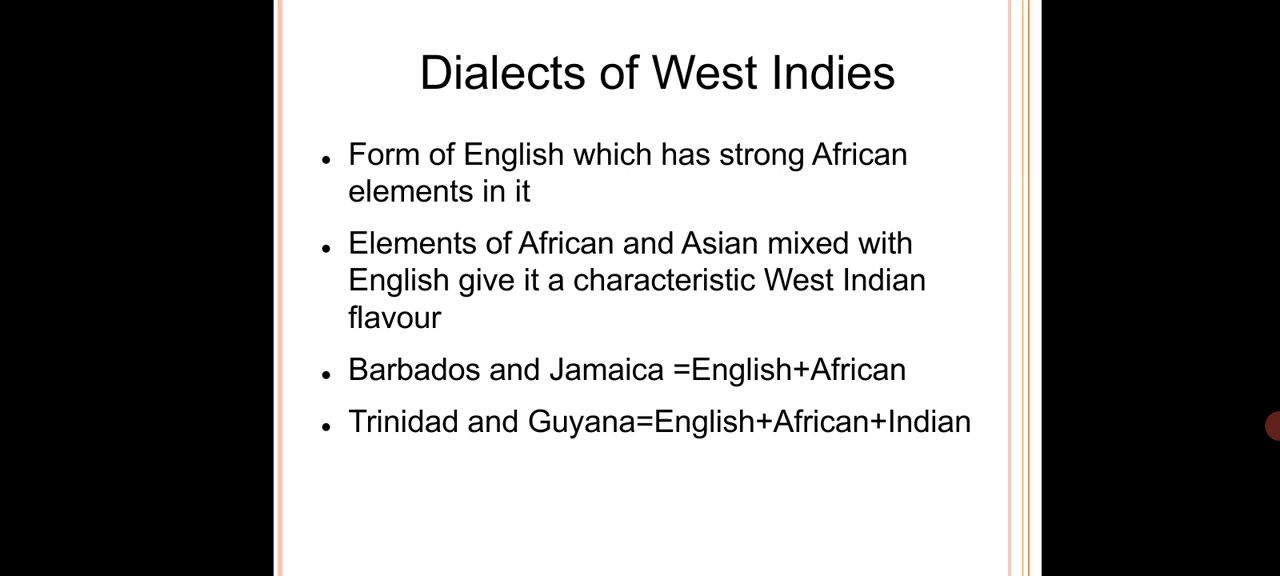 Dialects of West Indies
• Form of English which has strong African
elements in it
• Elements of African and Asian mixed with
English give it a characteristic West Indian
flavour
• Barbados and Jamaica =English+African
• Trinidad and Guyana=English+African+Indian